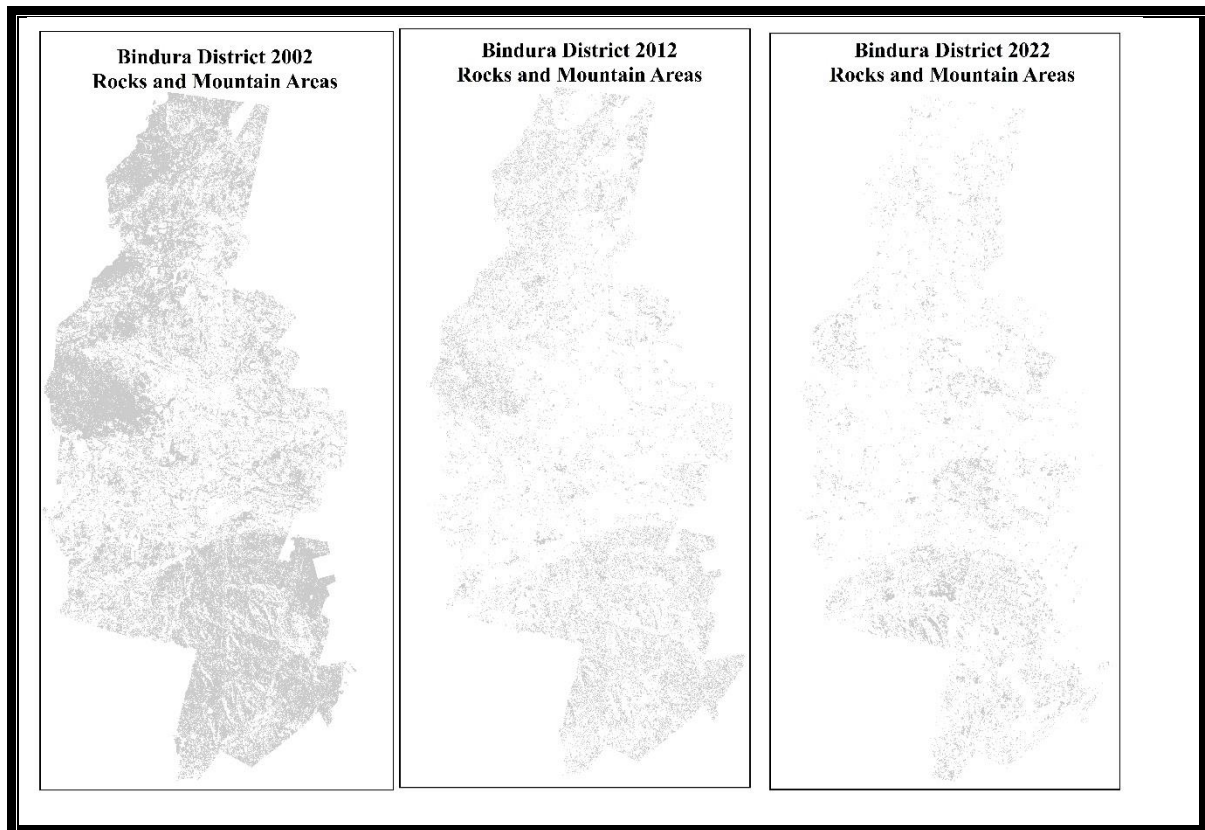 Bindura District 2002
Rocks and Mountain Areas
Bindura District 2012
Rocks and Mountain Areas
Bindura District 2022
Rocks and Mountain Areas